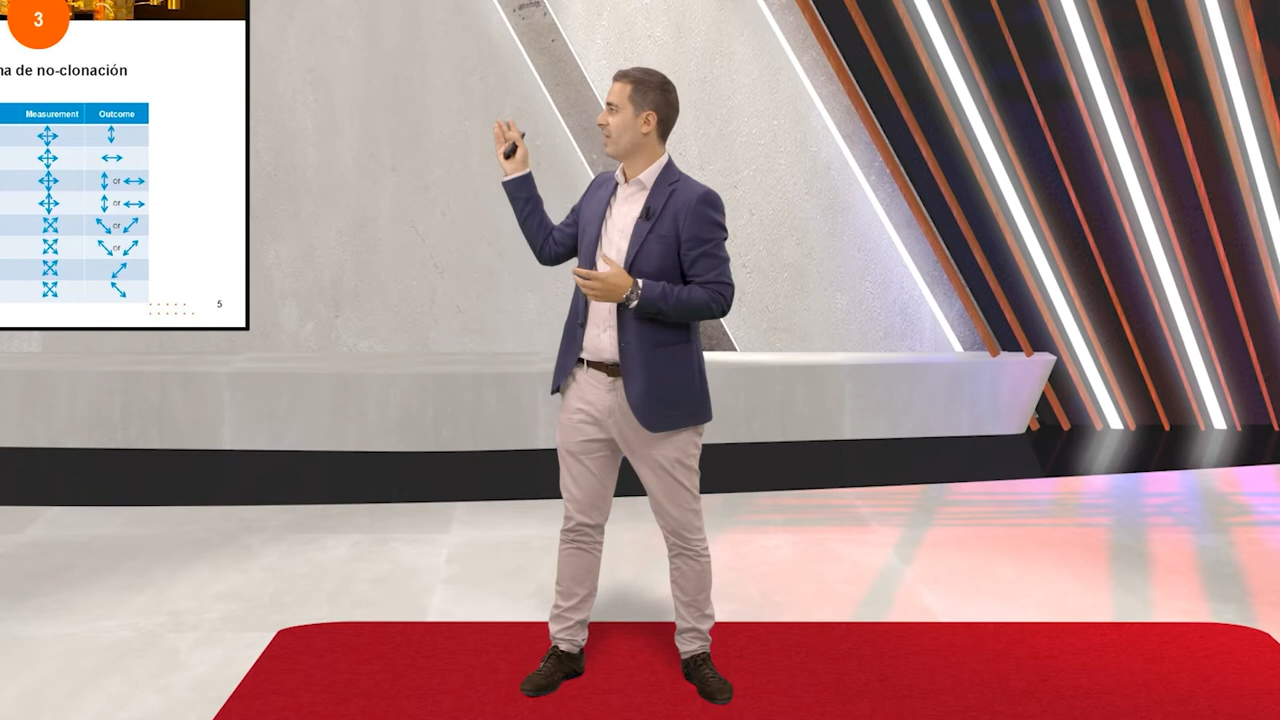 3
na de no-clonación
Measurement Outcome
or
or
or
or
5